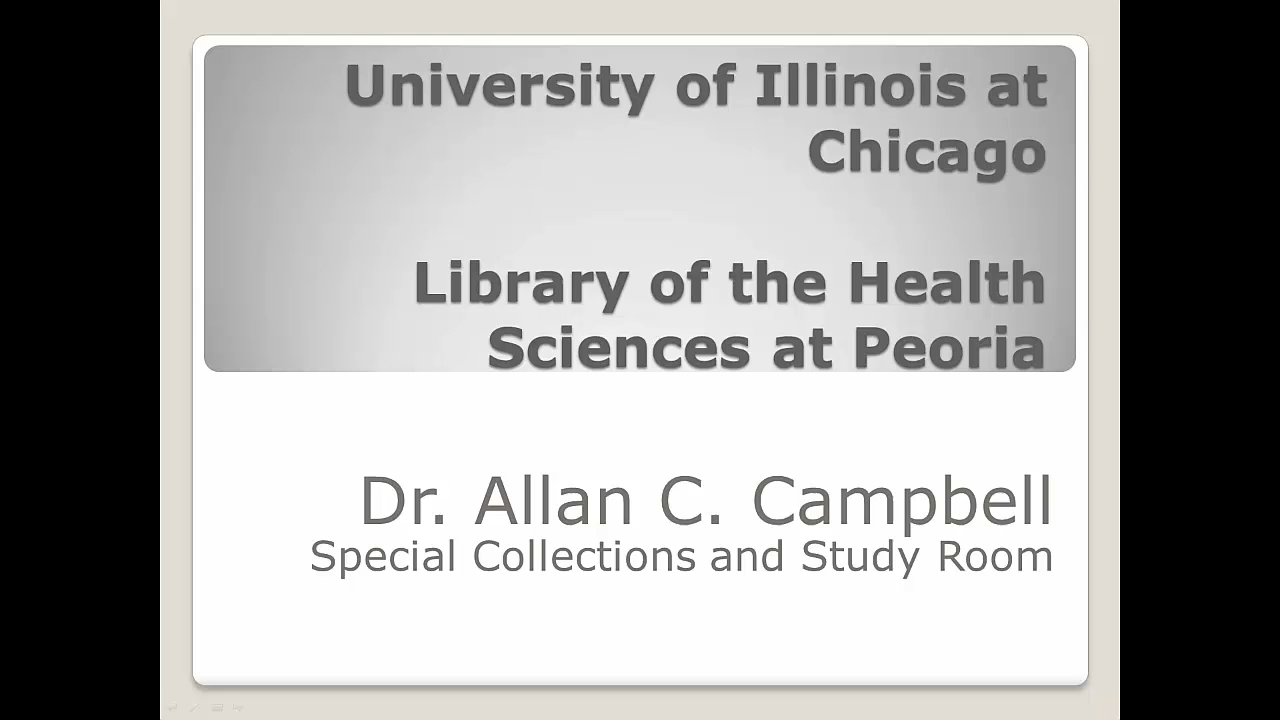 University of Illinois at
Chicago
Library of the Health
Sciences at Peoria
Dr. Allan C. Campbell
Special Collections and Study Room